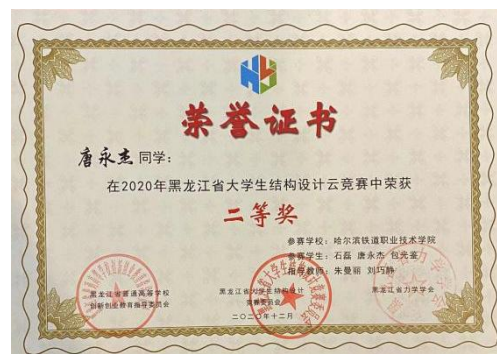 荣誉证书
唐永杰 同学：
在2020年黑龙江省大学生结构设计云竞赛中荣获
二等奖
参赛学校：哈尔滨铁道职业技术学院
参赛学生：石磊 唐永杰 包光鉴
指导教师：朱曼丽 刘巧静
黑龙江省普通高等学校
创新创业教育指导委员会
黑龙江省大学生结构设计
竞赛委员会
黑龙江省力学学会
二〇二〇年十二月